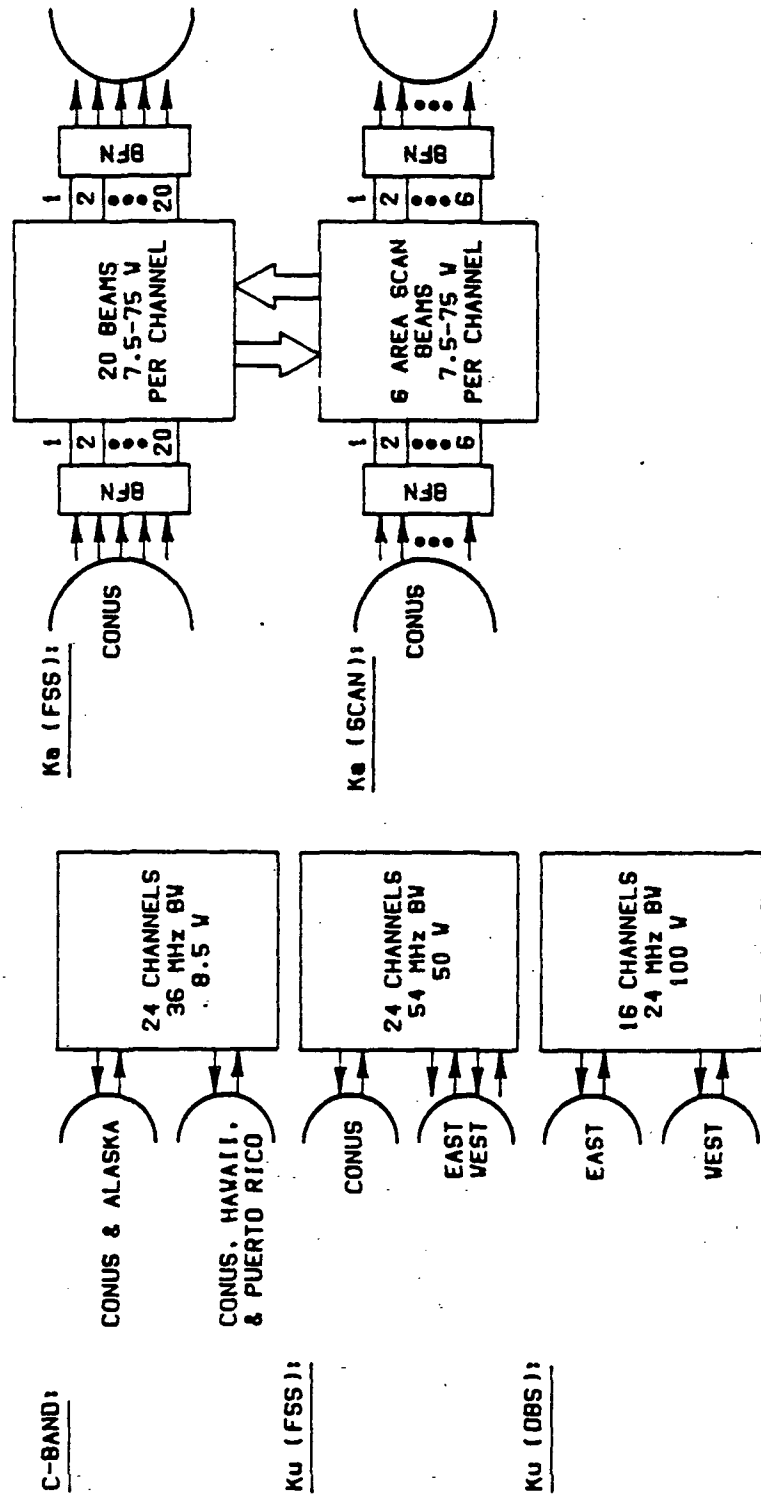 C-BAND:
CONUS & ALASKA
CONUS, HAWAII,
& PUERTO RICO
24 CHANNELS
36 MHz BW
8.5 W
Ku (FSS):
CONUS
EAST
WEST
24 CHANNELS
54 MHz BW
50 W
Ku (DBS):
EAST
WEST
16 CHANNELS
24 MHz BW
100 W
Ka (FSS):
CONUS
BFN
1
2
•••
20
20 BEAMS
7.5-75 W
PER CHANNEL
1
2
•••
20
BFN
Ka (SCAN):
CONUS
•••
BFN
1
2
•••
6
6 AREA SCAN
BEAMS
7.5-75 W
PER CHANNEL
1
2
•••
6
BFN
•••